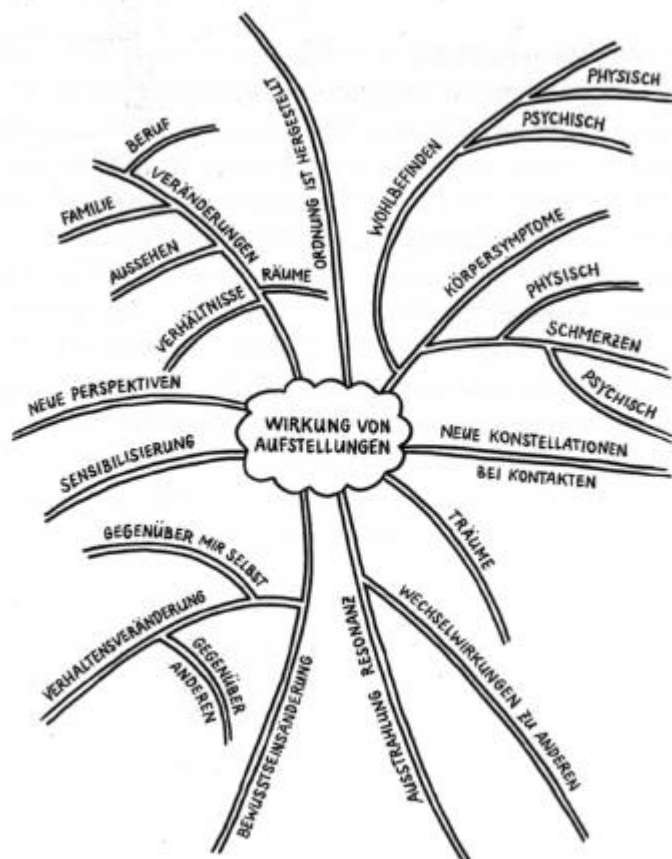 ORDNUNG IST HERGESTELLT
PHYSISCH
PSYCHISCH
WOHLBEFINDEN
BERUF
VERÄNDERUNGEN
FAMILIE
AUSSEHEN
RÄUME
VERHÄLTNISSE
KÖRPERSYMPTOME
PHYSISCH
SCHMERZEN
PSYCHISCH
NEUE PERSPEKTIVEN
WIRKUNG VON
AUFSTELLUNGEN
NEUE KONSTELLATIONEN
BEI KONTAKTEN
SENSIBILISIERUNG
TRÄUME
GEGENÜBER MIR SELBST
VERHALTENSVERÄNDERUNG
GEGENÜBER
ANDEREN
BEWUSSTSEINSÄNDERUNG
AUSSTRAHLUNG RESONANZ
WECHSELWIRKUNGEN ZU ANDEREN